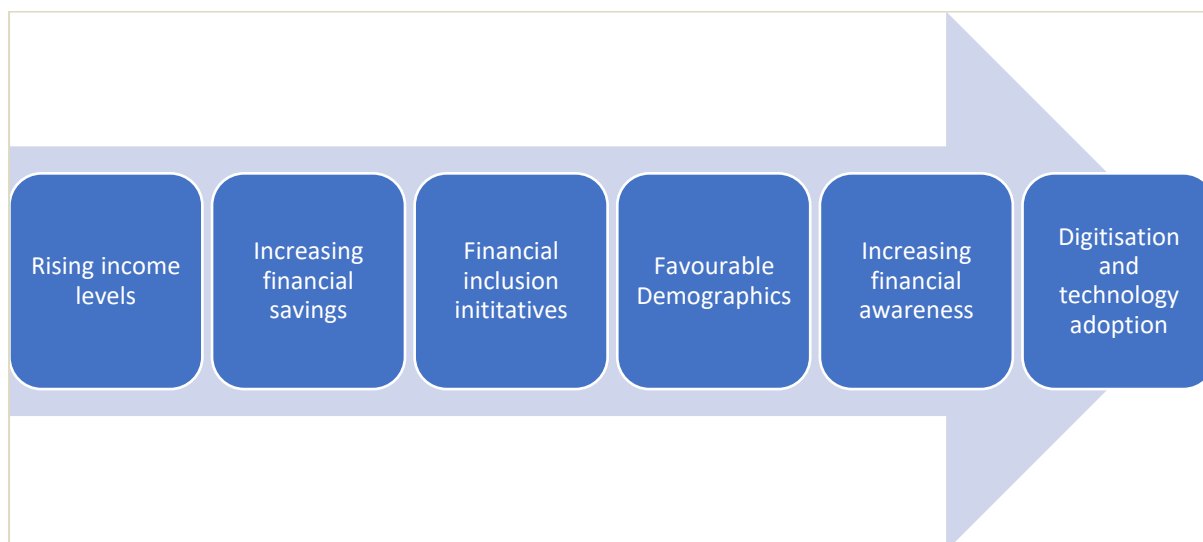 Rising income
levels
Increasing
financial
savings
Financial
inclusion
inititatives
Favourable
Demographics
Increasing
financial
awareness
Digitisation
and
technology
adoption